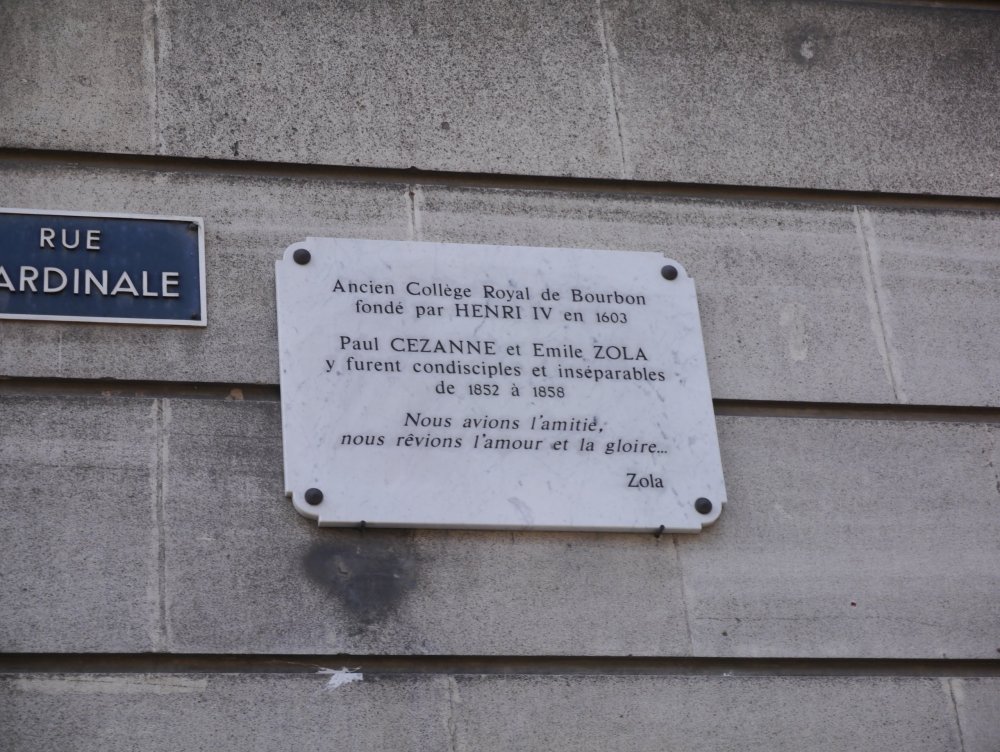 RUE
ARDINALE
Ancien Collège Royal de Bourbon
fondé par HENRI IV en 1603
Paul CEZANNE et Emile ZOLA
y furent condisciples et inséparables
de 1852 à 1858
Nous avions l'amitié,
nous rêvions l'amour et la gloire...
Zola